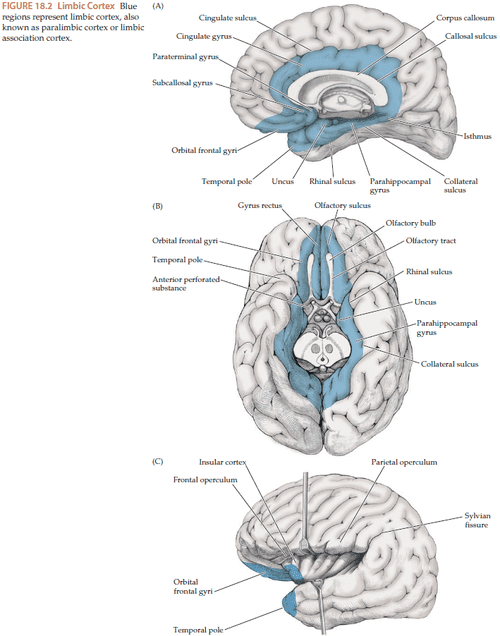 FIGURE 18.2 Limbic Cortex Blue
regions represent limbic cortex, also
known as paralimbic cortex or limbic
association cortex.
(A)
Cingulate sulcus
Corpus callosum
Cingulate gyrus
Callosal sulcus
Paraterminal gyrus
Subcallosal gyrus
Isthmus
Orbital frontal gyri
Temporal pole
Uncus
Rhinal sulcus
Parahippocampal
gyrus
Collateral
sulcus
(B)
Gyrus rectus
Olfactory sulcus
Olfactory bulb
Orbital frontal gyri
Olfactory tract
Temporal pole
Rhinal sulcus
Anterior perforated
substance
Uncus
Parahippocampal
gyrus
Collateral sulcus
(C)
Insular cortex
Parietal operculum
Frontal operculum
Sylvian
fissure
Orbital
frontal gyri
Temporal pole